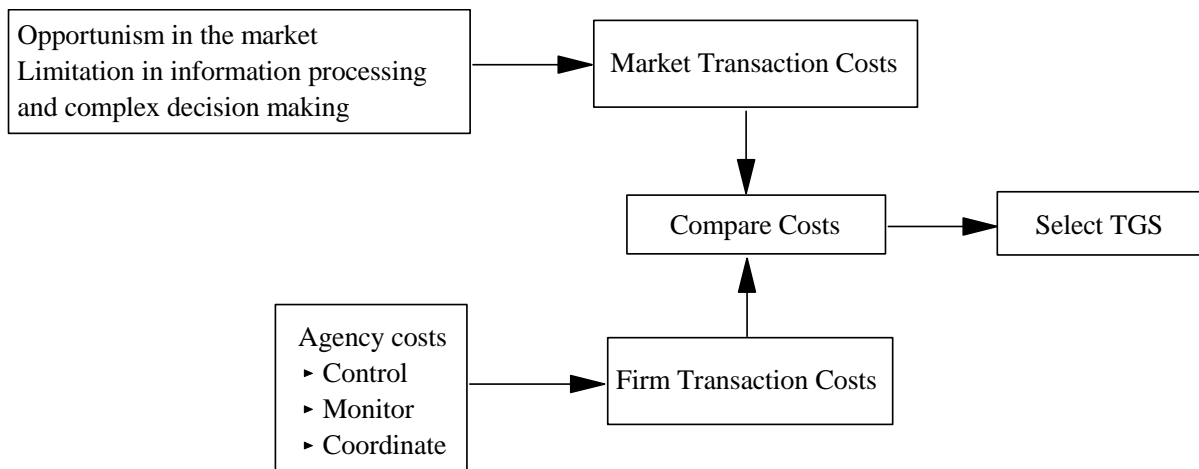 Opportunism in the market
Limitation in information processing
and complex decision making
Market Transaction Costs
Compare Costs
Select TGS
Agency costs
▸ Control
▸ Monitor
▸ Coordinate
Firm Transaction Costs